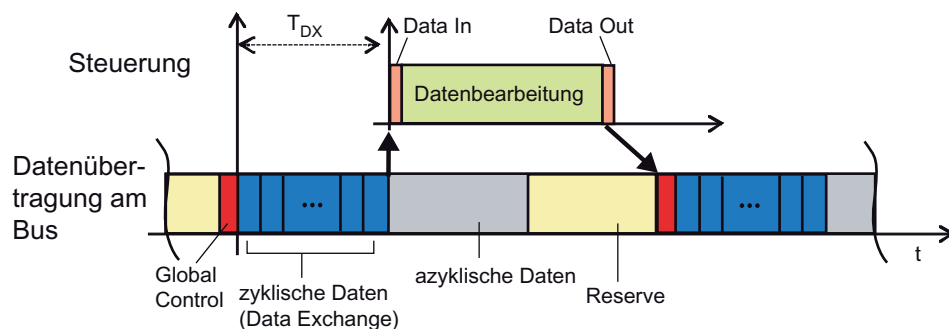 T_DX
Data In
Data Out
Steuerung
Datenbearbeitung
Datenüber-
tragung am
Bus
...
...
t
Global
Control
zyklische Daten
(Data Exchange)
azyklische Daten
Reserve